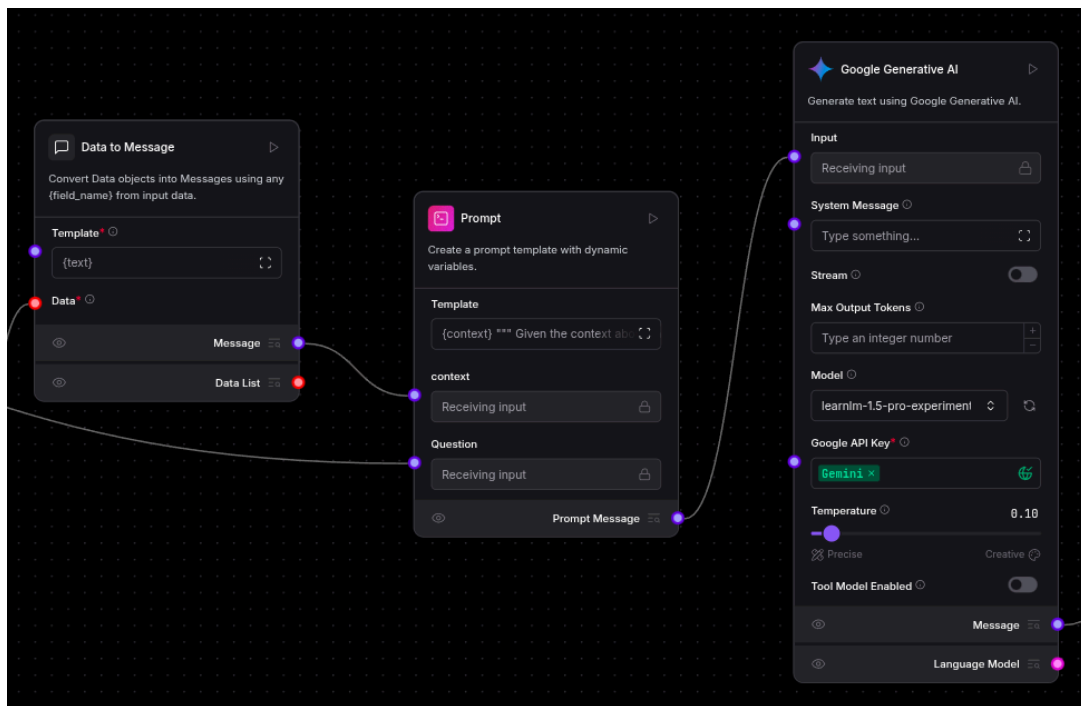 Data to Message
Convert Data objects into Messages using any
{field_name} from input data.
Template*
{text}
Data*
Message
Data List
Prompt
Create a prompt template with dynamic
variables.
Template
{context} """ Given the context abo
context
Receiving input
Question
Receiving input
Prompt Message
Google Generative AI
Generate text using Google Generative AI.
Input
Receiving input
System Message
Type something...
Stream
Max Output Tokens
Type an integer number
Model
learnlm-1.5-pro-experiment
Google API Key*
Gemini ×
Temperature
0.10
Precise
Creative
Tool Model Enabled
Message
Language Model